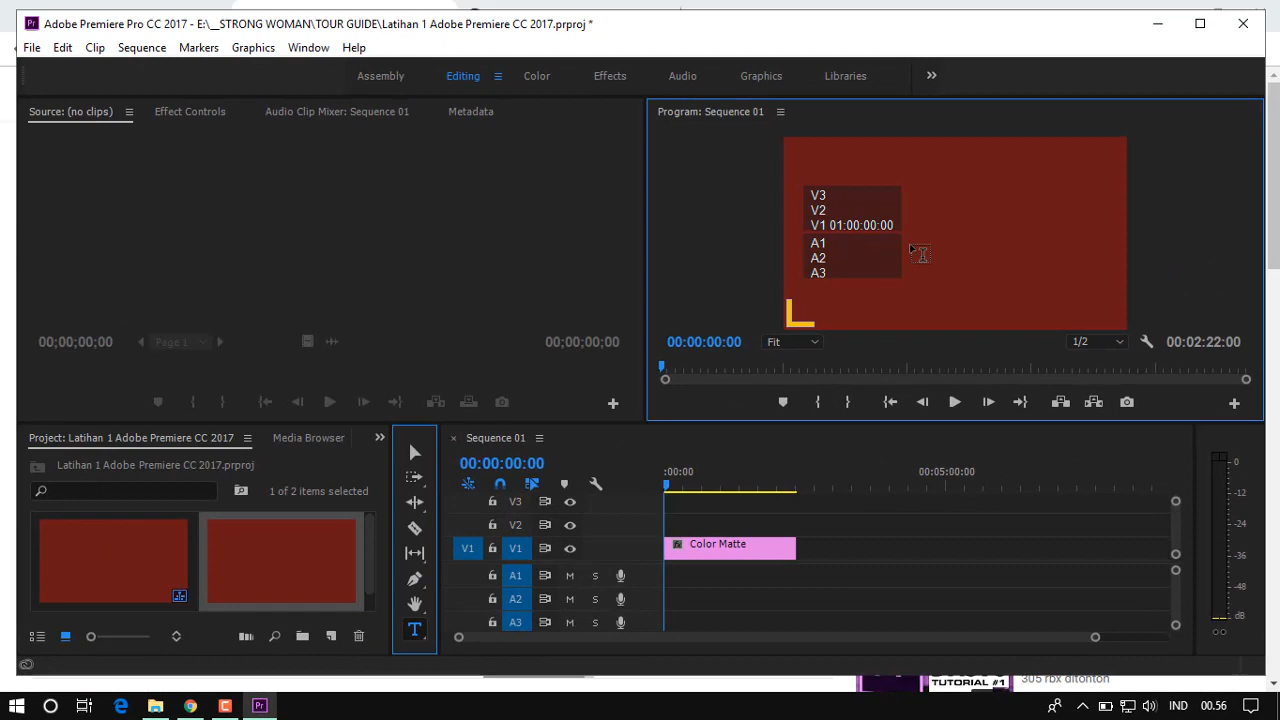 Adobe Premiere Pro CC 2017 - E:\__STRONG WOMAN\TOUR GUIDE\Latihan 1 Adobe Premiere CC 2017.prproj *
File Edit Clip Sequence Markers Graphics Window Help
Assembly Editing Color Effects Audio Graphics Libraries
Source: (no clips) Effect Controls Audio Clip Mixer: Sequence 01 Metadata
Program: Sequence 01
V3
V2
V1 01:00:00:00
A1
A2
A3
00;00;00;00 Page 1 00;00;00;00
00:00:00:00 Fit 1/2 00:02:22:00
Project: Latihan 1 Adobe Premiere CC 2017 Media Browser
Latihan 1 Adobe Premiere CC 2017.prproj
1 of 2 items selected
Sequence 01
00:00:00:00
:00:00 00:05:00:00
V3
V2
V1 V1 Color Matte
A1 M S
A2 M S
A3 M S
T
0
-12
-24
-36
-48
dB
TUTORIAL #1
305 rbx ditonton
IND 00.56